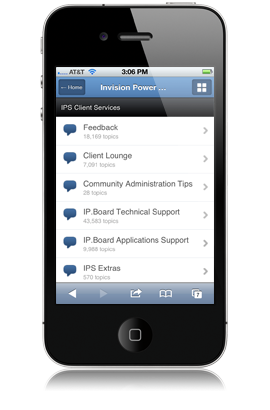 AT&T
3:06 PM
← Home
Invision Power ...
IPS Client Services
Feedback
18,169 topics
Client Lounge
7,091 topics
Community Administration Tips
28 topics
IP.Board Technical Support
43,583 topics
IP.Board Applications Support
9,988 topics
IPS Extras
570 topics
7